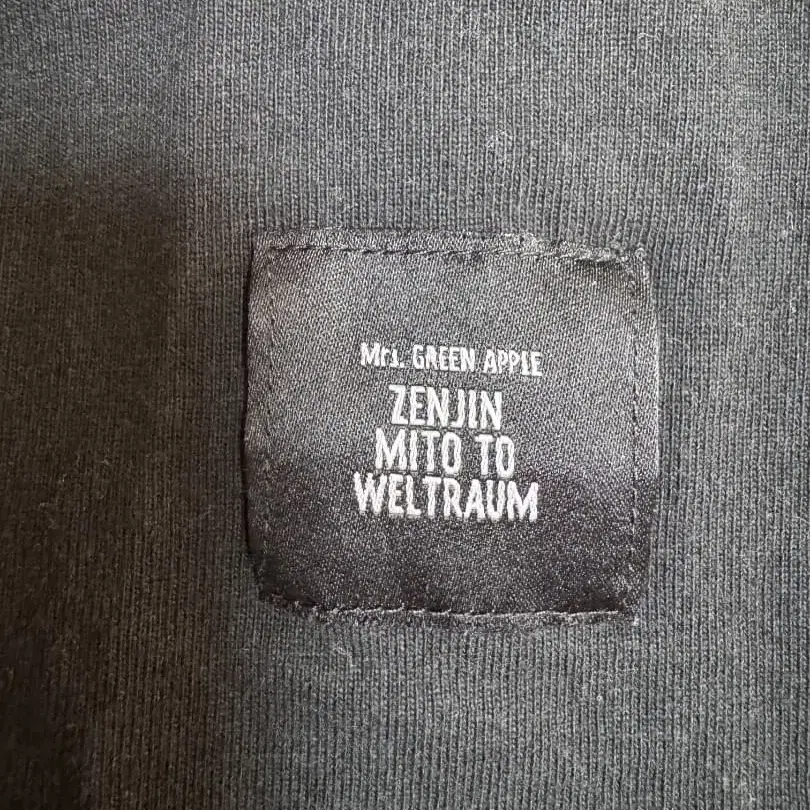 Mrs. GREEN APPLE
ZENJIN
MITO TO
WELTRAUM